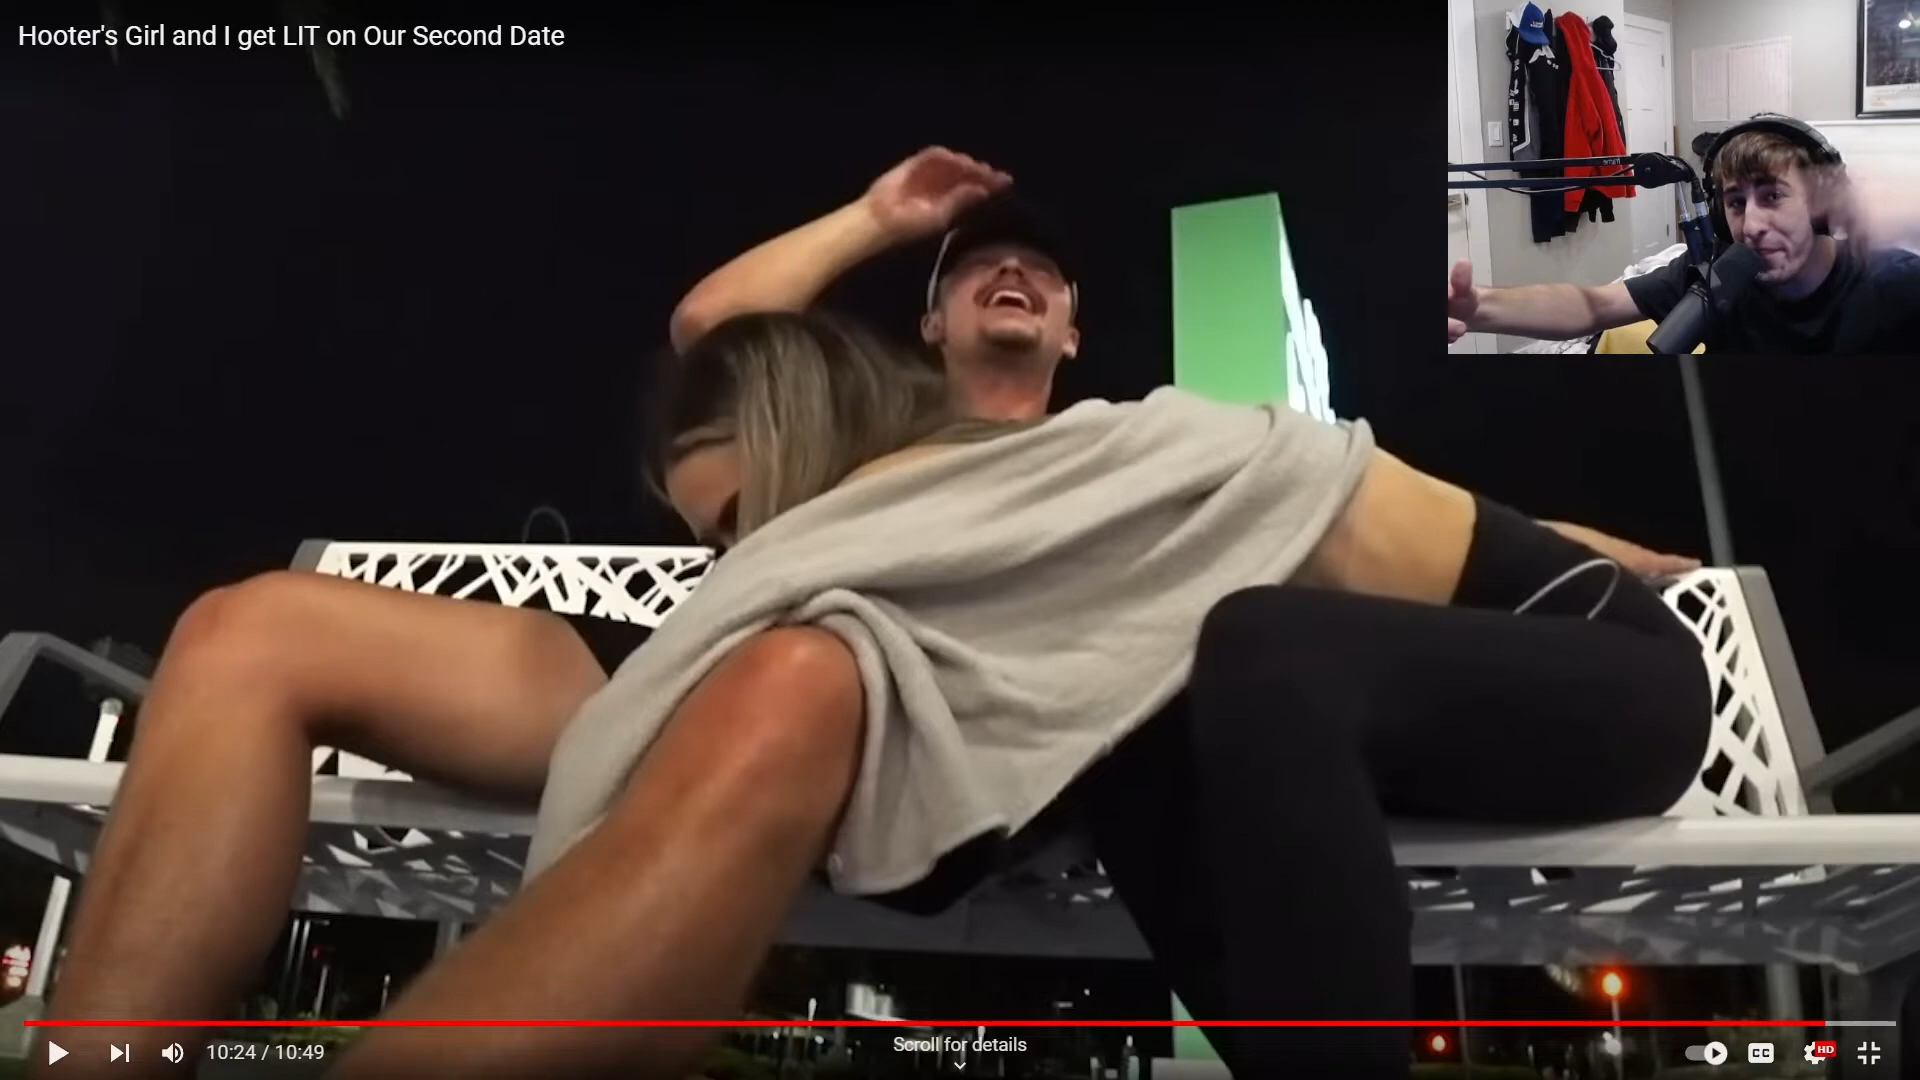 Hooter's Girl and I get LIT on Our Second Date
10:24 / 10:49
Scroll for details
CC
HD